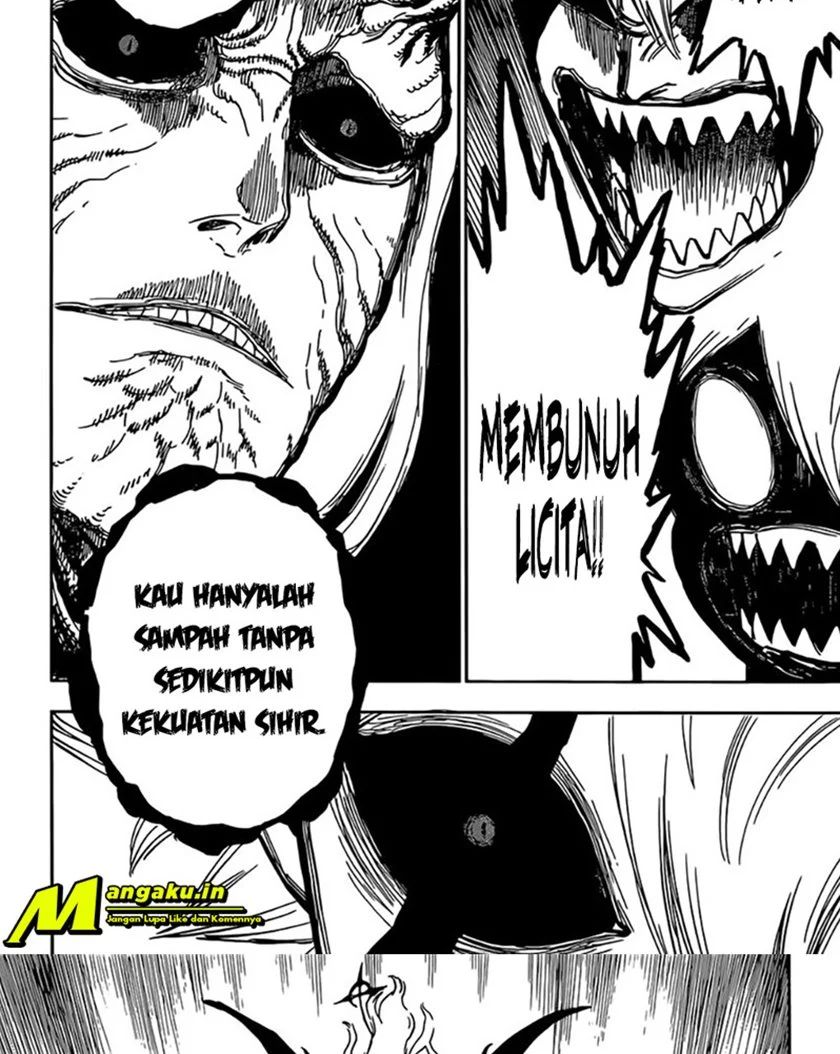 MEMBUNUH
LICITA!!
KAU HANYALAH
SAMPAH TANPA
SEDIKITPUN
KEKUATAN SIHIR.
Mangaku.in
Jangan Lupa Like dan Komennya